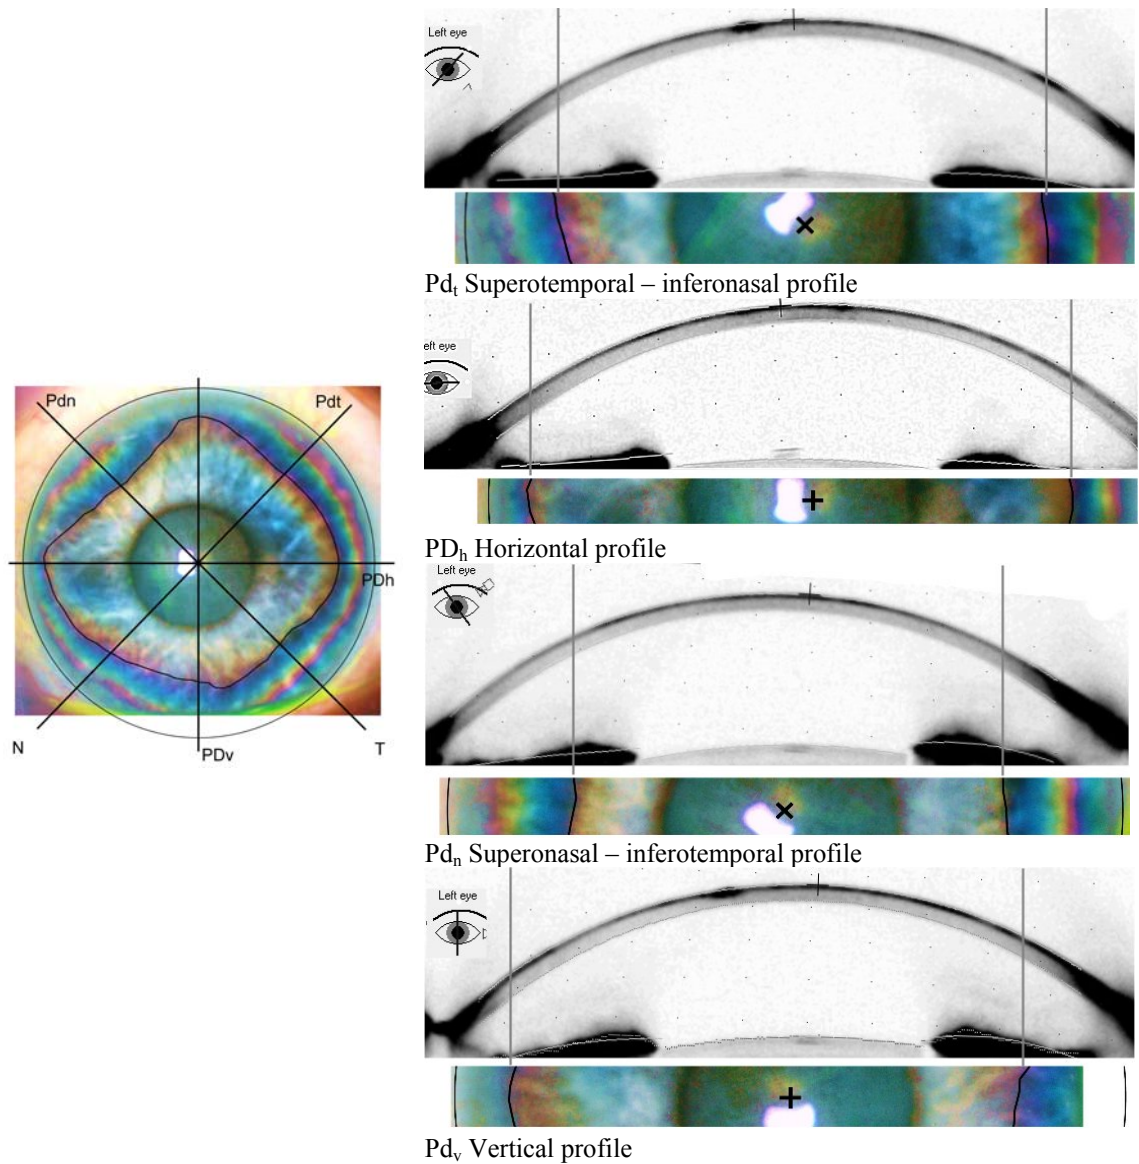 Left eye
Pdt Superotemporal – inferonasal profile
eft eye
PDh Horizontal profile
Pdn
Pdt
PDh
N
PDv
T
Left eye
Pdn Superonasal – inferotemporal profile
Left eye
Pdv Vertical profile